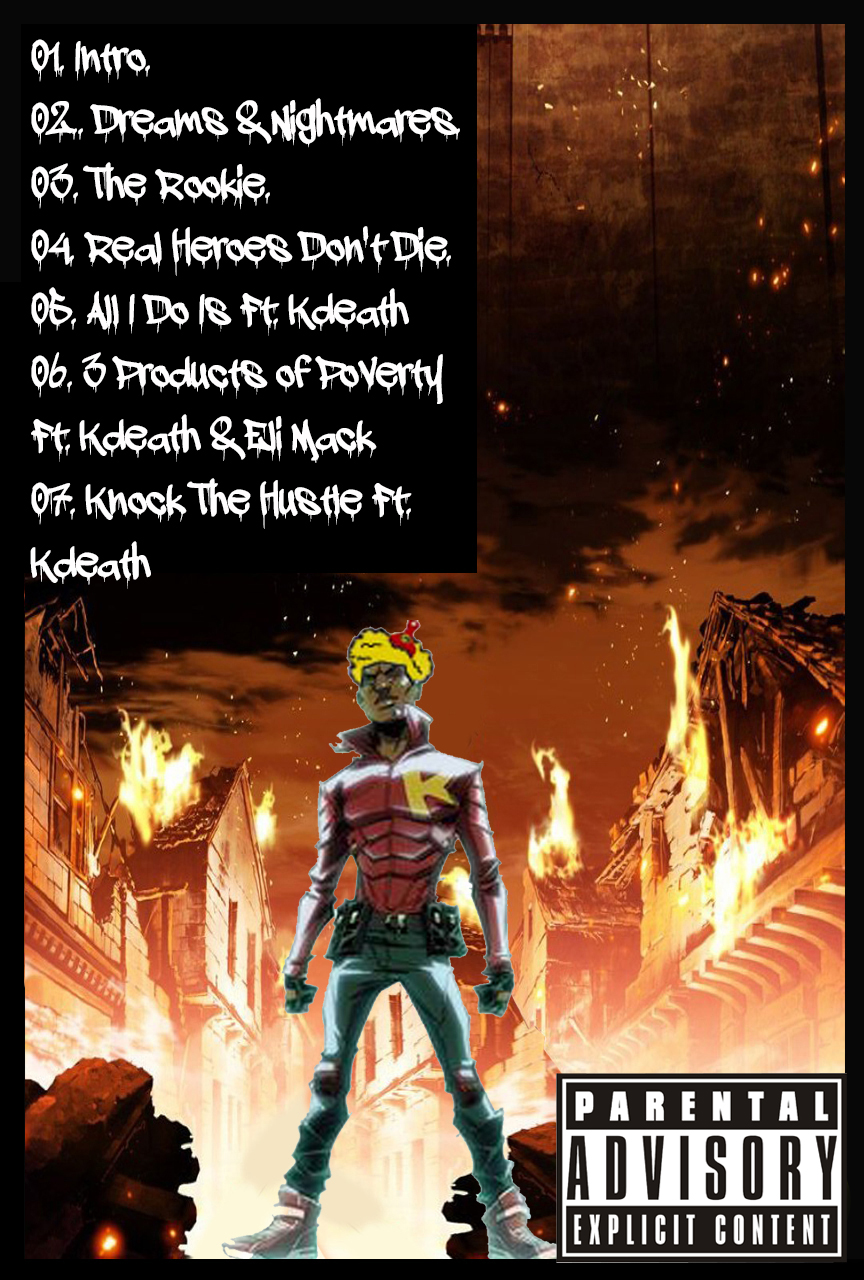 01. Intro.
02. Dreams & Nightmares.
03. The Rookie.
04. Real Heroes Don't Die.
05. All I Do Is Ft. Kdeath
06. 3 Products of Poverty
Ft. Kdeath & Eli Mack
07. Knock The Hustle Ft.
Kdeath
K
PARENTAL
ADVISORY
EXPLICIT CONTENT